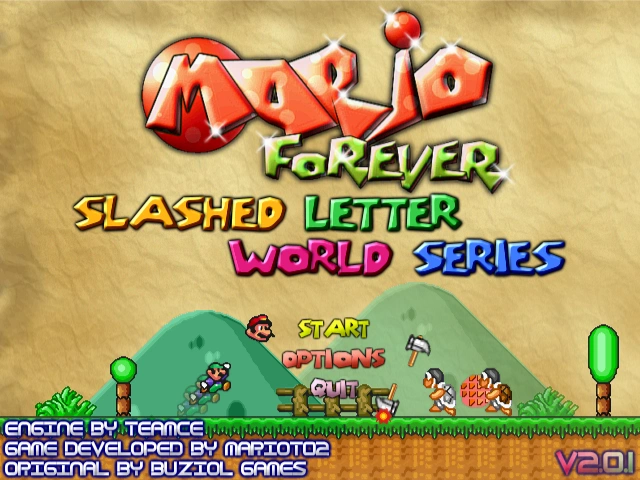 MARIO
FOREVER
SLASHED LETTER
WORLD SERIES
START
OPTIONS
QUIT
ENGINE BY TEAMCE
GAME DEVELOPED BY MARIOT02
ORIGINAL BY BUZIOL GAMES
V2.0.1